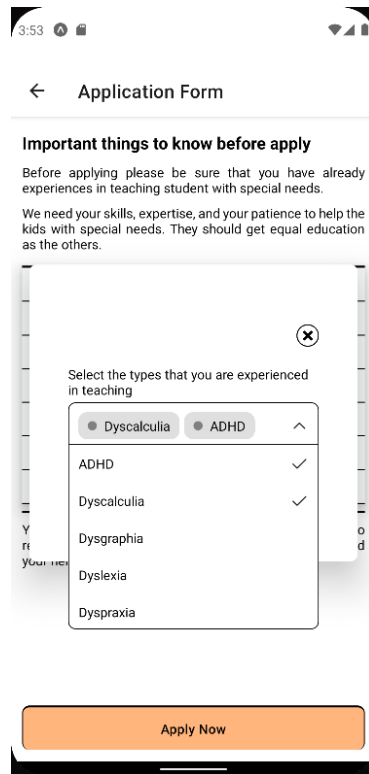 3:53
Application Form
Important things to know before apply
Before applying please be sure that you have already
experiences in teaching student with special needs.
We need your skills, expertise, and your patience to help the
kids with special needs. They should get equal education
as the others.
Select the types that you are experienced
in teaching
Dyscalculia ADHD
ADHD
Dyscalculia
Dysgraphia
Dyslexia
Dyspraxia
Apply Now